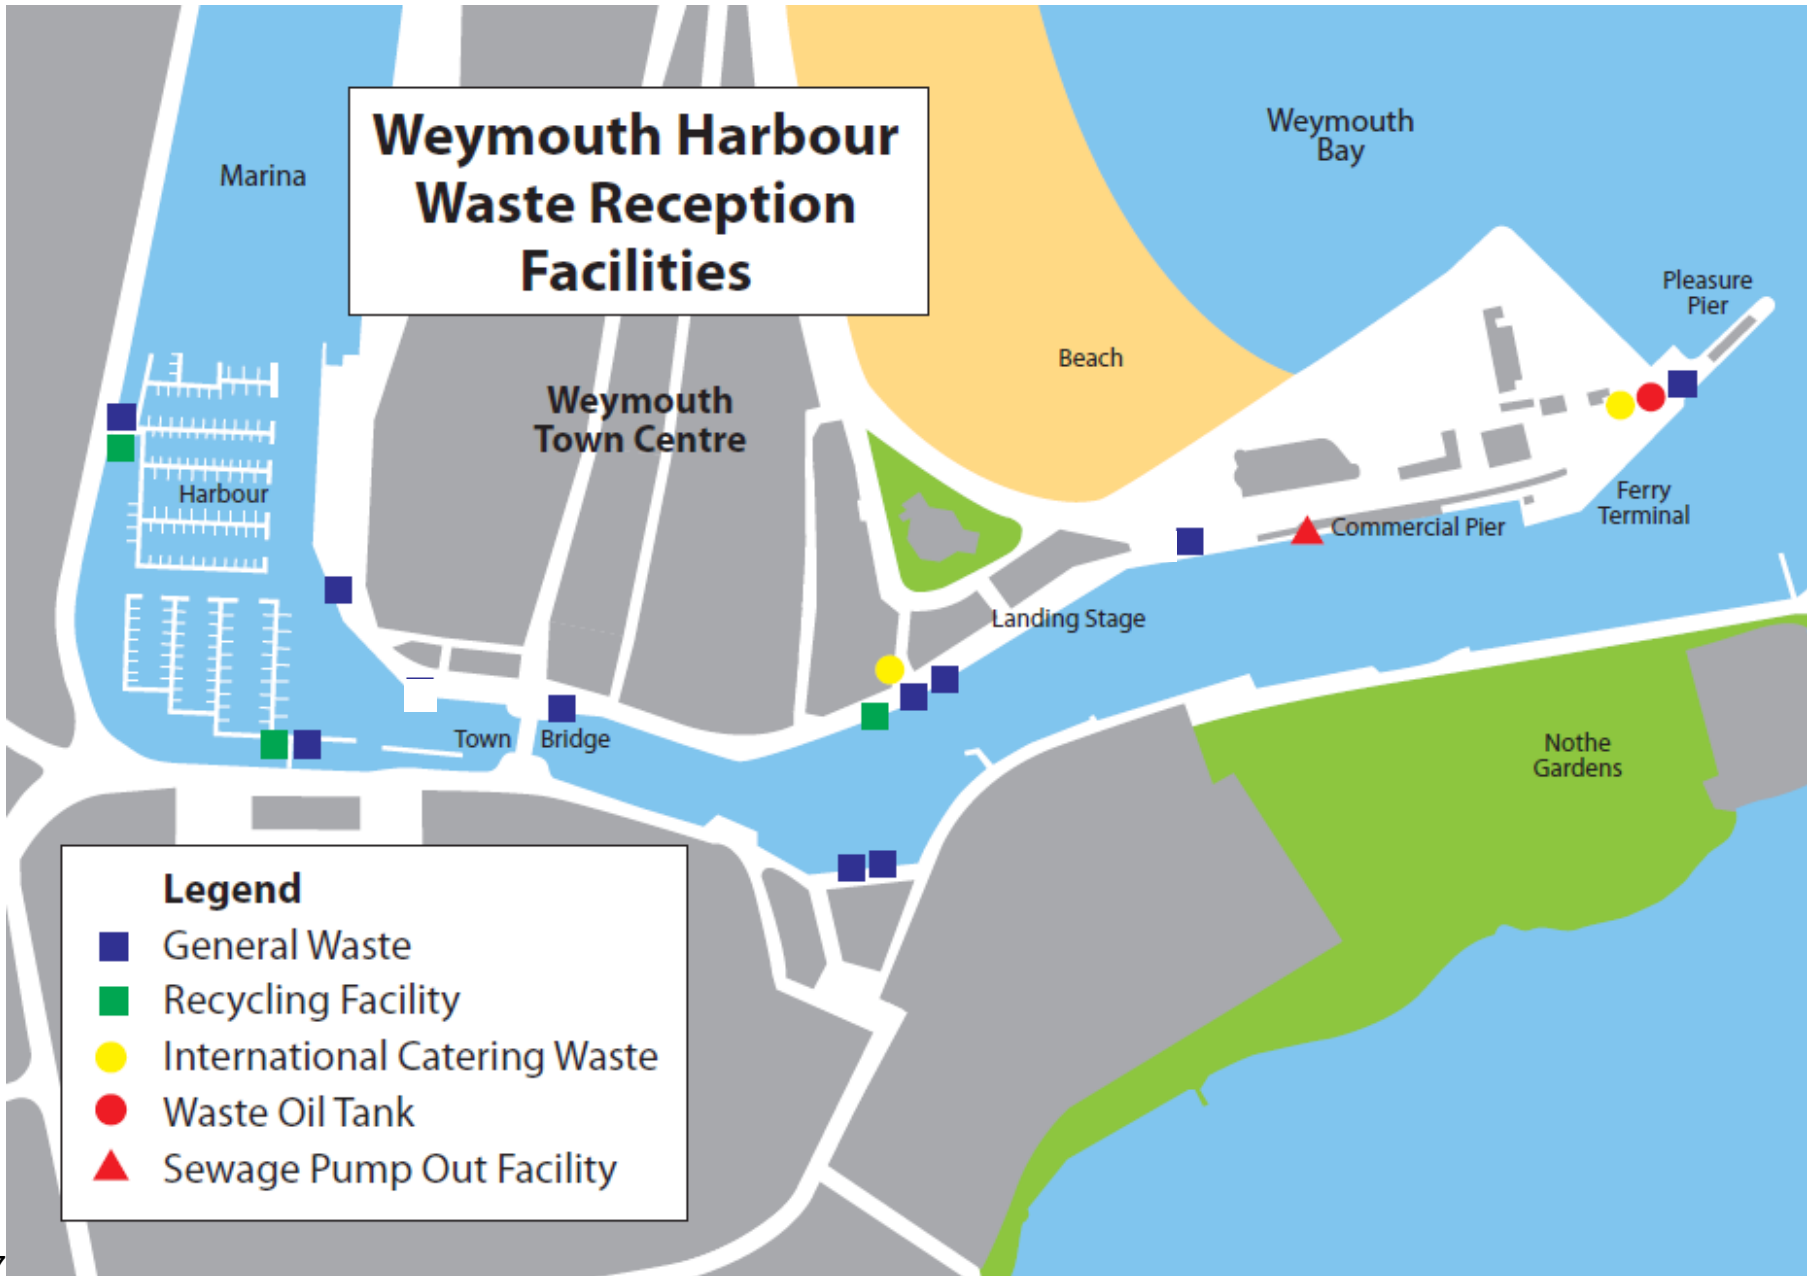 Weymouth Harbour
Waste Reception
Facilities
Marina
Weymouth
Bay
Pleasure
Pier
Beach
Weymouth
Town Centre
Harbour
Ferry
Terminal
Commercial Pier
Landing Stage
Town Bridge
Nothe
Gardens
Legend
General Waste
Recycling Facility
International Catering Waste
Waste Oil Tank
Sewage Pump Out Facility